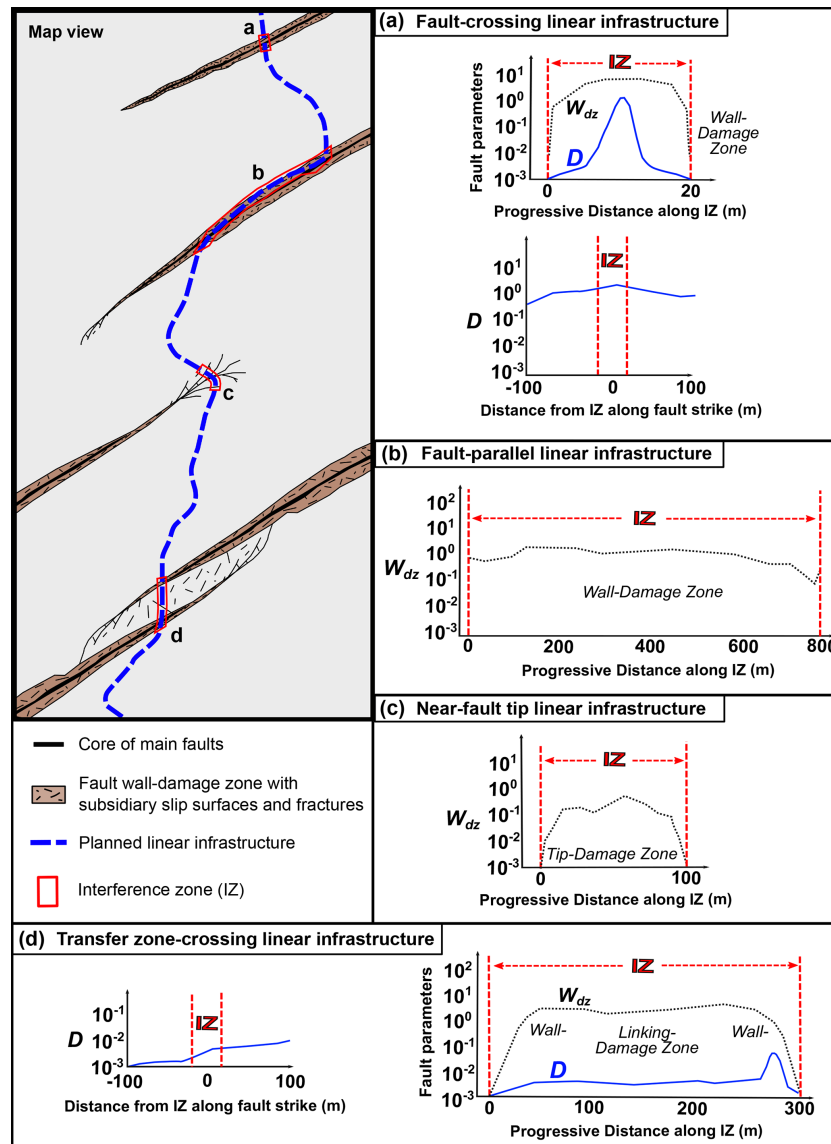 Map view
a
b
c
d
Core of main faults
Fault wall-damage zone with
subsidiary slip surfaces and fractures
Planned linear infrastructure
Interference zone (IZ)
(a) Fault-crossing linear infrastructure
IZ
Fault parameters
10¹
10⁰
10⁻¹
10⁻²
10⁻³
W_dz
D
Wall-
Damage
Zone
0 20
Progressive Distance along IZ (m)
IZ
D
10¹
10⁰
10⁻¹
10⁻²
10⁻³
-100 0 100
Distance from IZ along fault strike (m)
(b) Fault-parallel linear infrastructure
IZ
W_dz
10²
10¹
10⁰
10⁻¹
10⁻²
10⁻³
Wall-Damage Zone
0 200 400 600 800
Progressive Distance along IZ (m)
(c) Near-fault tip linear infrastructure
IZ
W_dz
10¹
10⁰
10⁻¹
10⁻²
10⁻³
Tip-Damage Zone
0 100
Progressive Distance along IZ (m)
(d) Transfer zone-crossing linear infrastructure
IZ
D
10⁻¹
10⁻²
10⁻³
-100 0 100
Distance from IZ along fault strike (m)
IZ
Fault parameters
10²
10¹
10⁰
10⁻¹
10⁻²
10⁻³
W_dz
Wall- Linking- Wall-
Damage Zone
D
0 100 200 300
Progressive Distance along IZ (m)